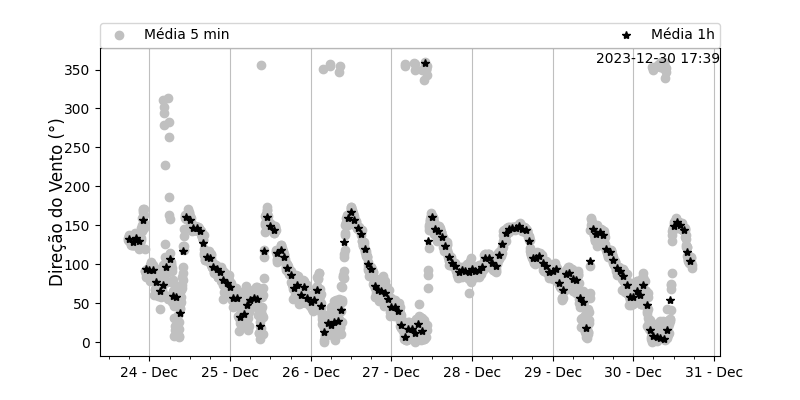 Média 5 min
Média 1h
2023-12-30 17:39
Direção do Vento (°)
350
300
250
200
150
100
50
0
24 - Dec
25 - Dec
26 - Dec
27 - Dec
28 - Dec
29 - Dec
30 - Dec
31 - Dec